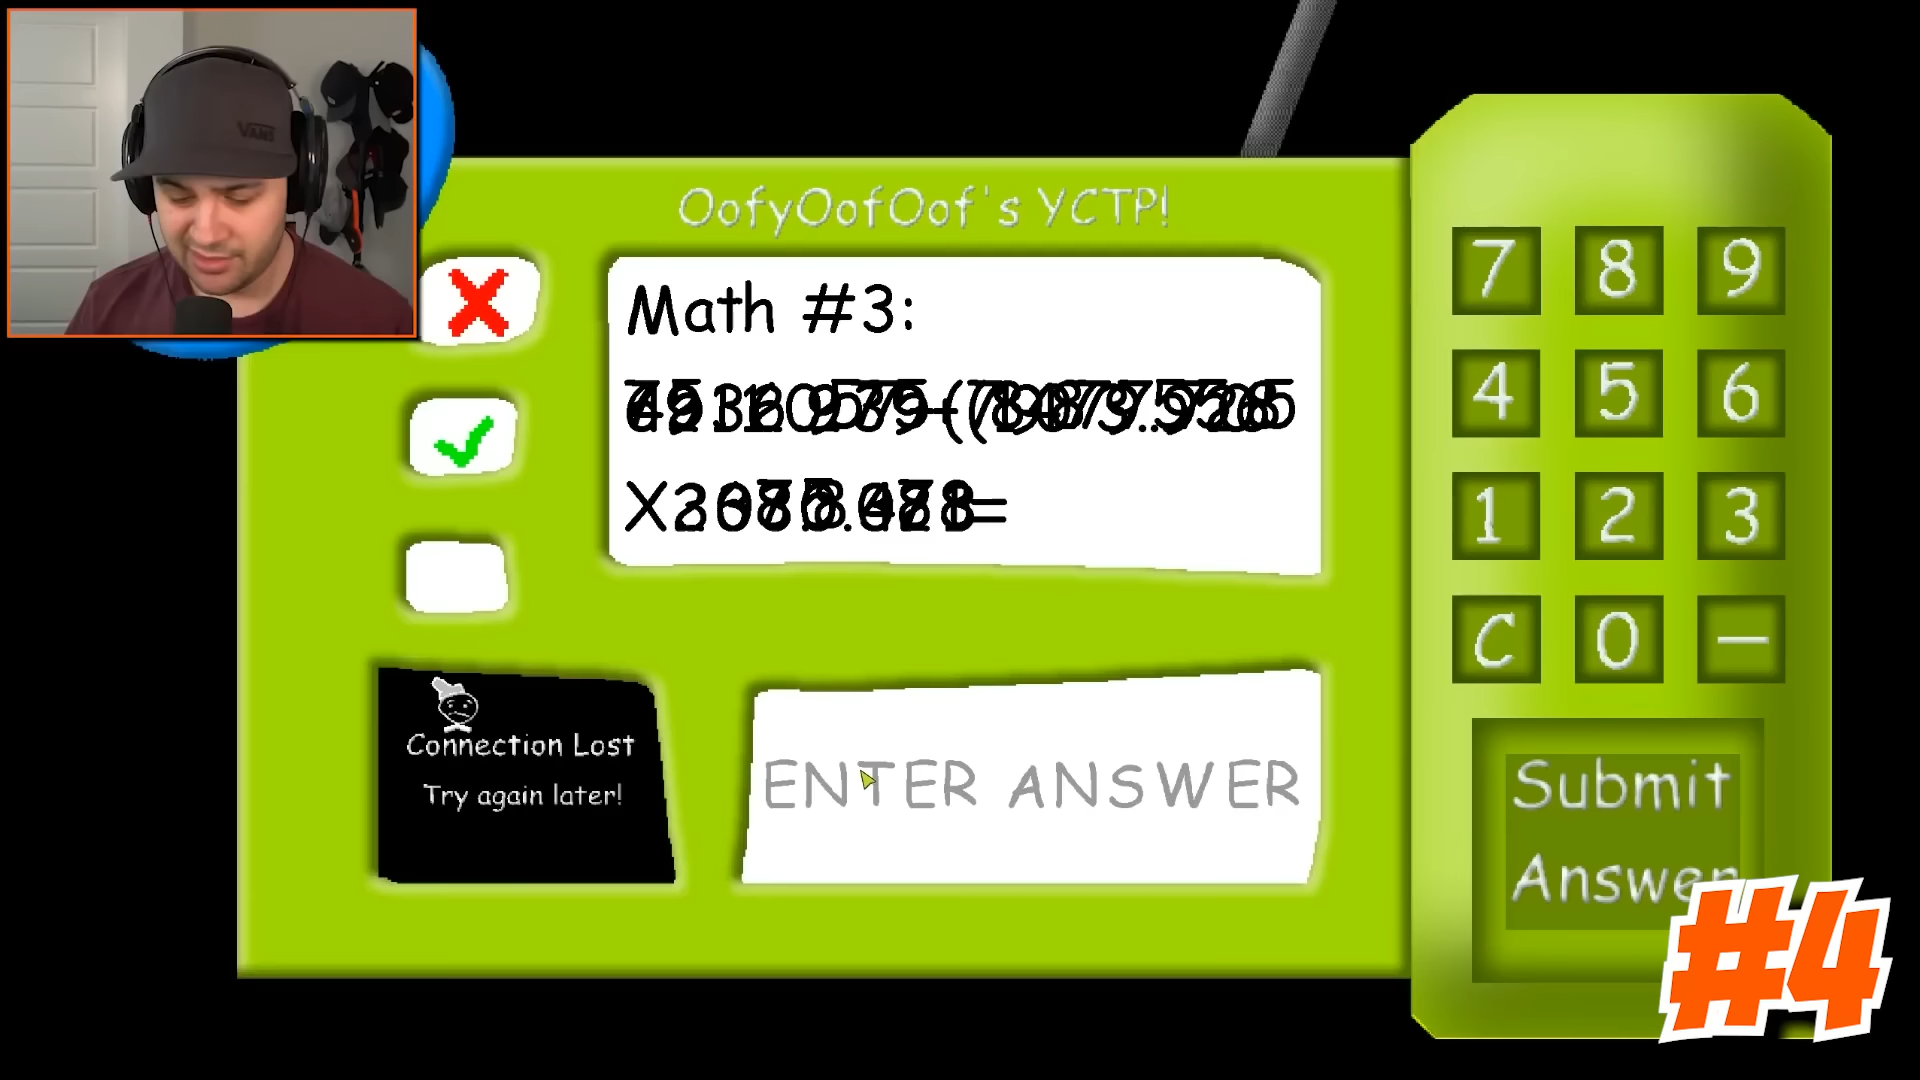 VANS
OofyOofOof's YCTP!
Math #3:
7 8 9
4 5 6
1 2 3
C 0 —
Connection Lost
Try again later!
ENTER ANSWER
Submit
Answer
#4